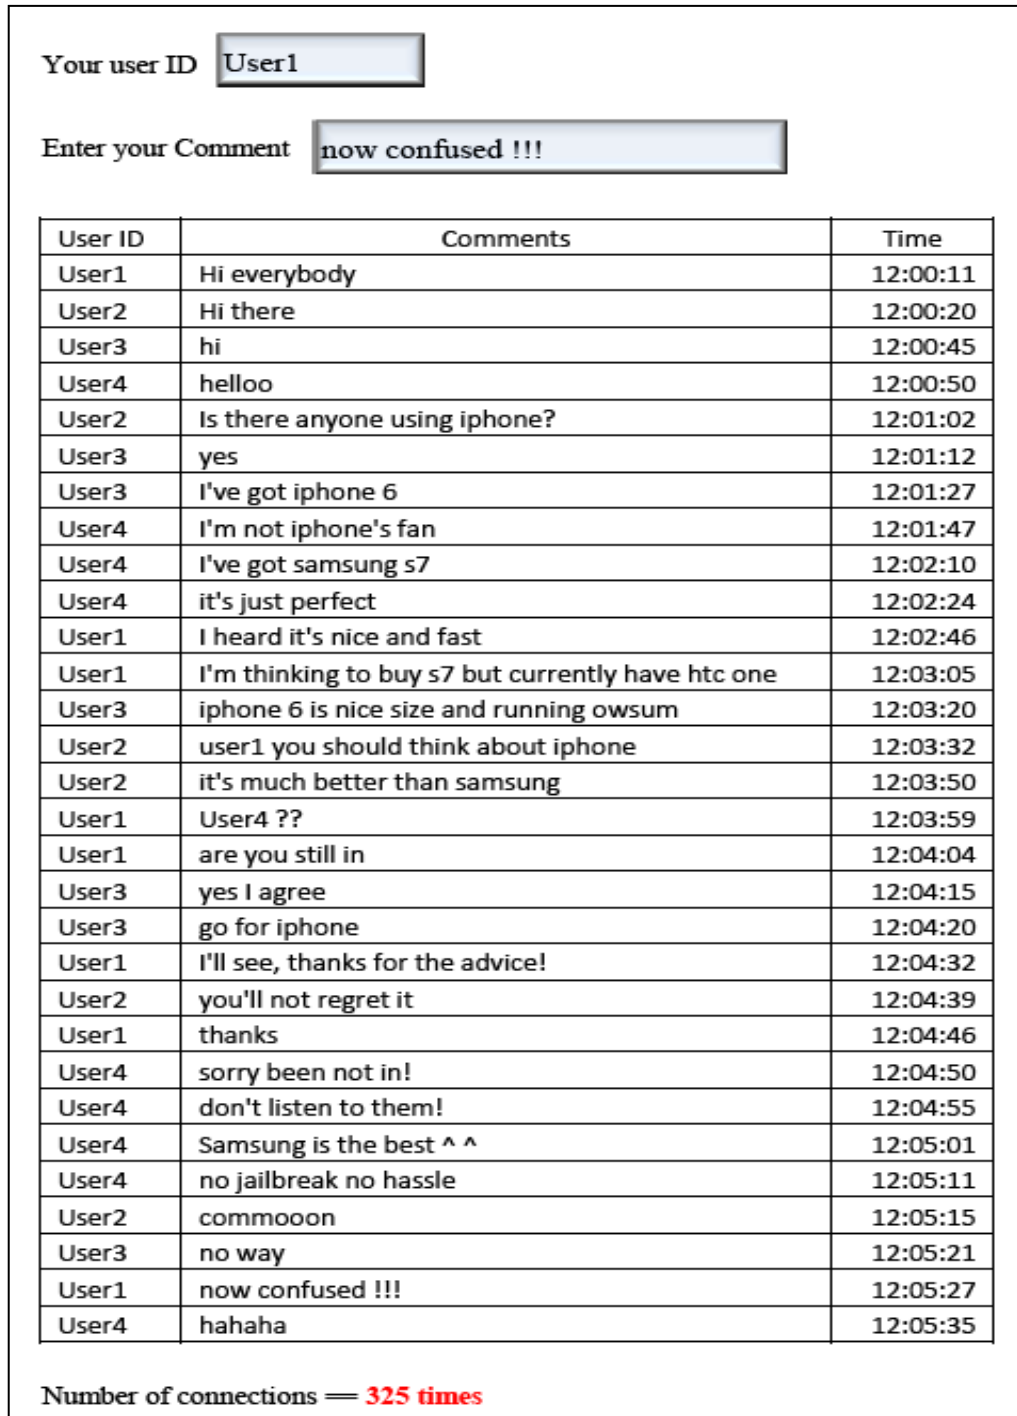 Your user ID User1
Enter your Comment now confused !!!
User ID Comments Time
User1 Hi everybody 12:00:11
User2 Hi there 12:00:20
User3 hi 12:00:45
User4 helloo 12:00:50
User2 Is there anyone using iphone? 12:01:02
User3 yes 12:01:12
User3 I've got iphone 6 12:01:27
User4 I'm not iphone's fan 12:01:47
User4 I've got samsung s7 12:02:10
User4 it's just perfect 12:02:24
User1 I heard it's nice and fast 12:02:46
User1 I'm thinking to buy s7 but currently have htc one 12:03:05
User3 iphone 6 is nice size and running owsum 12:03:20
User2 user1 you should think about iphone 12:03:32
User2 it's much better than samsung 12:03:50
User1 User4 ?? 12:03:59
User1 are you still in 12:04:04
User3 yes I agree 12:04:15
User3 go for iphone 12:04:20
User1 I'll see, thanks for the advice! 12:04:32
User2 you'll not regret it 12:04:39
User1 thanks 12:04:46
User4 sorry been not in! 12:04:50
User4 don't listen to them! 12:04:55
User4 Samsung is the best ^ ^ 12:05:01
User4 no jailbreak no hassle 12:05:11
User2 commooon 12:05:15
User3 no way 12:05:21
User1 now confused !!! 12:05:27
User4 hahaha 12:05:35
Number of connections == 325 times